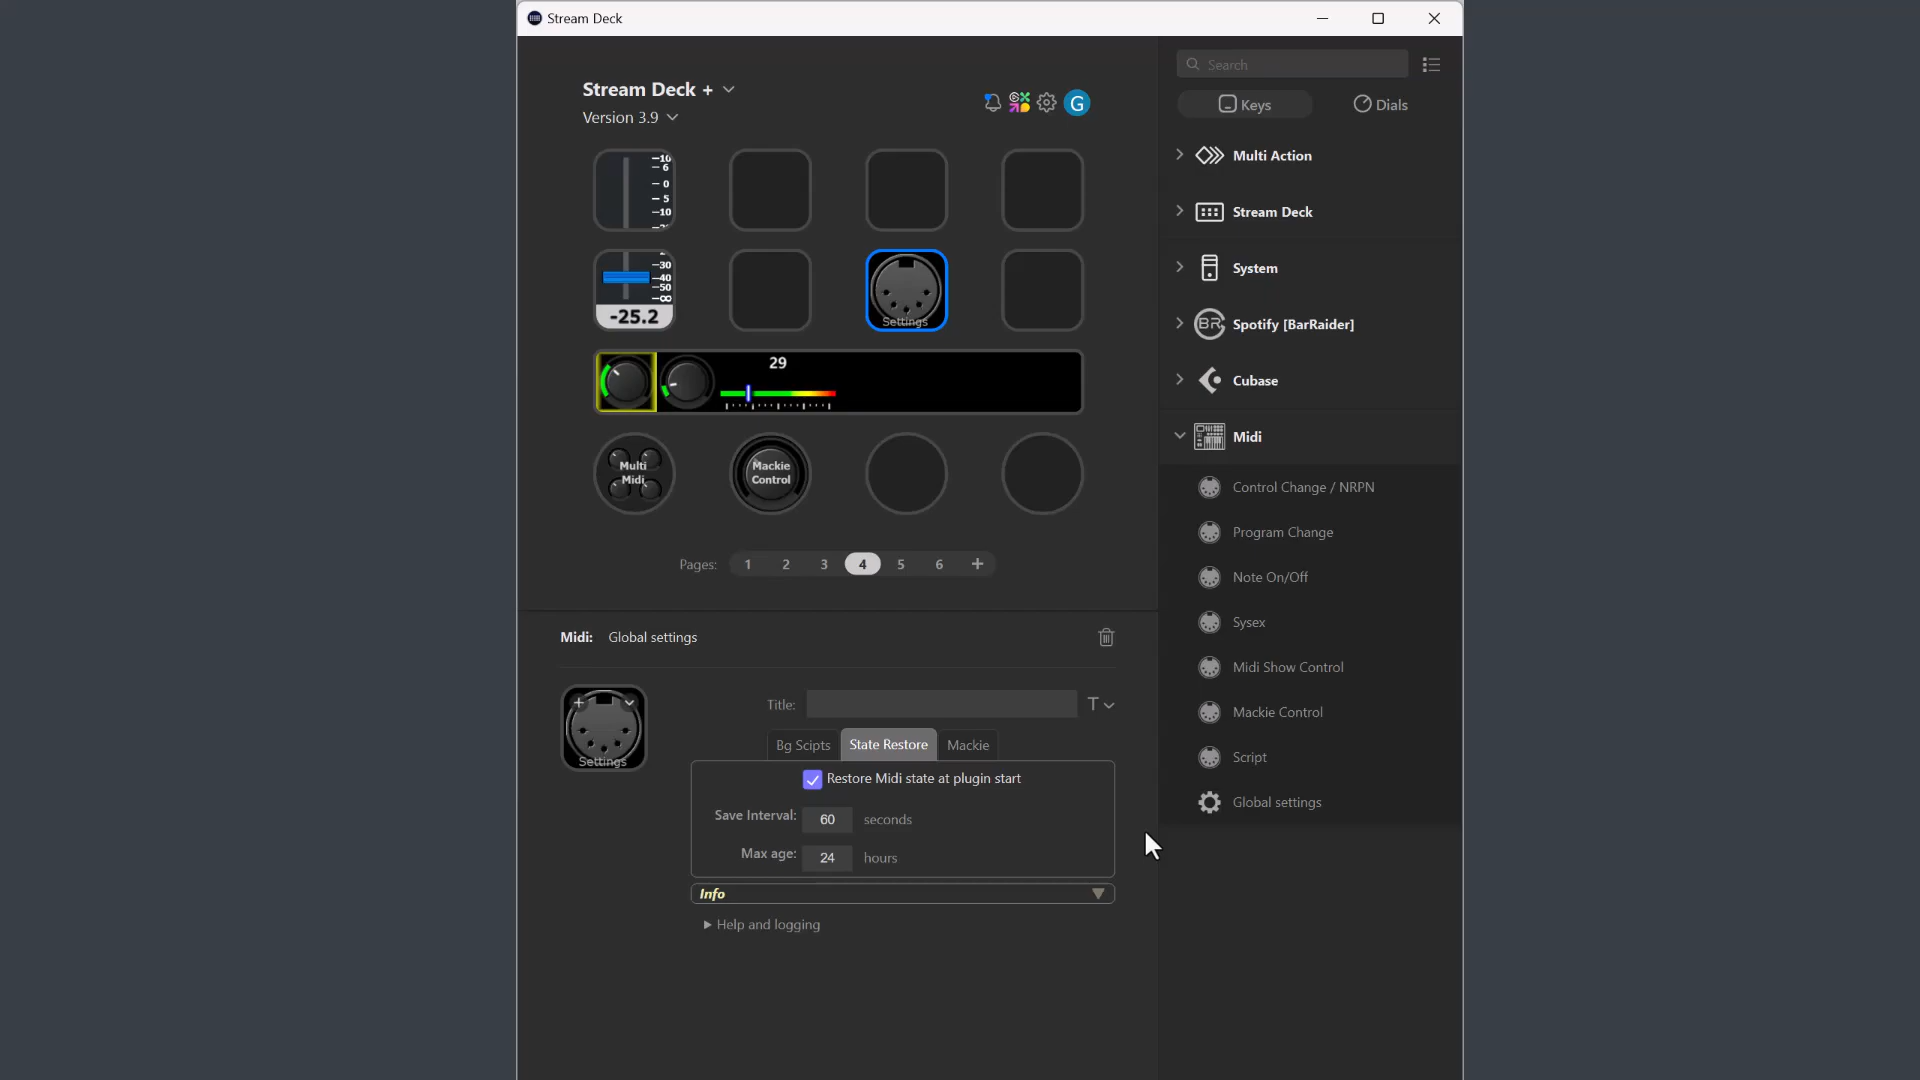 Stream Deck
Stream Deck +
Version 3.9
G
-10
-6
-0
-5
-10
-30
-40
-50
-∞
-25.2
Settings
29
Multi
Midi
Mackie
Control
Pages:
1
2
3
4
5
6
+
Midi: Global settings
Settings
Title:
T
Bg Scipts
State Restore
Mackie
Restore Midi state at plugin start
Save Interval: 60 seconds
Max age: 24 hours
Info
Help and logging
Search
Keys
Dials
Multi Action
Stream Deck
System
BR
Spotify [BarRaider]
Cubase
Midi
Control Change / NRPN
Program Change
Note On/Off
Sysex
Midi Show Control
Mackie Control
Script
Global settings